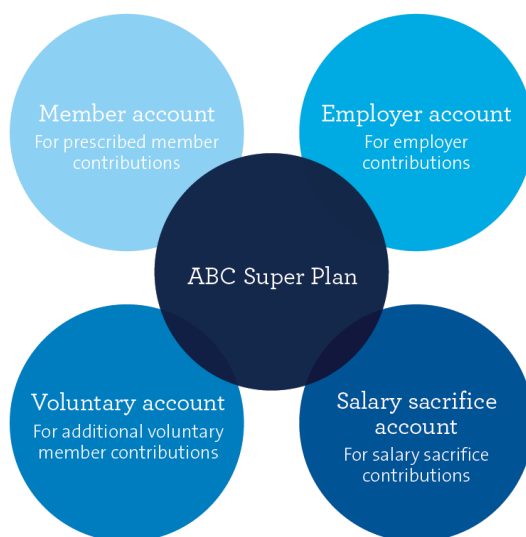 Member account
For prescribed member
contributions
Employer account
For employer
contributions
ABC Super Plan
Voluntary account
For additional voluntary
member contributions
Salary sacrifice
account
For salary sacrifice
contributions